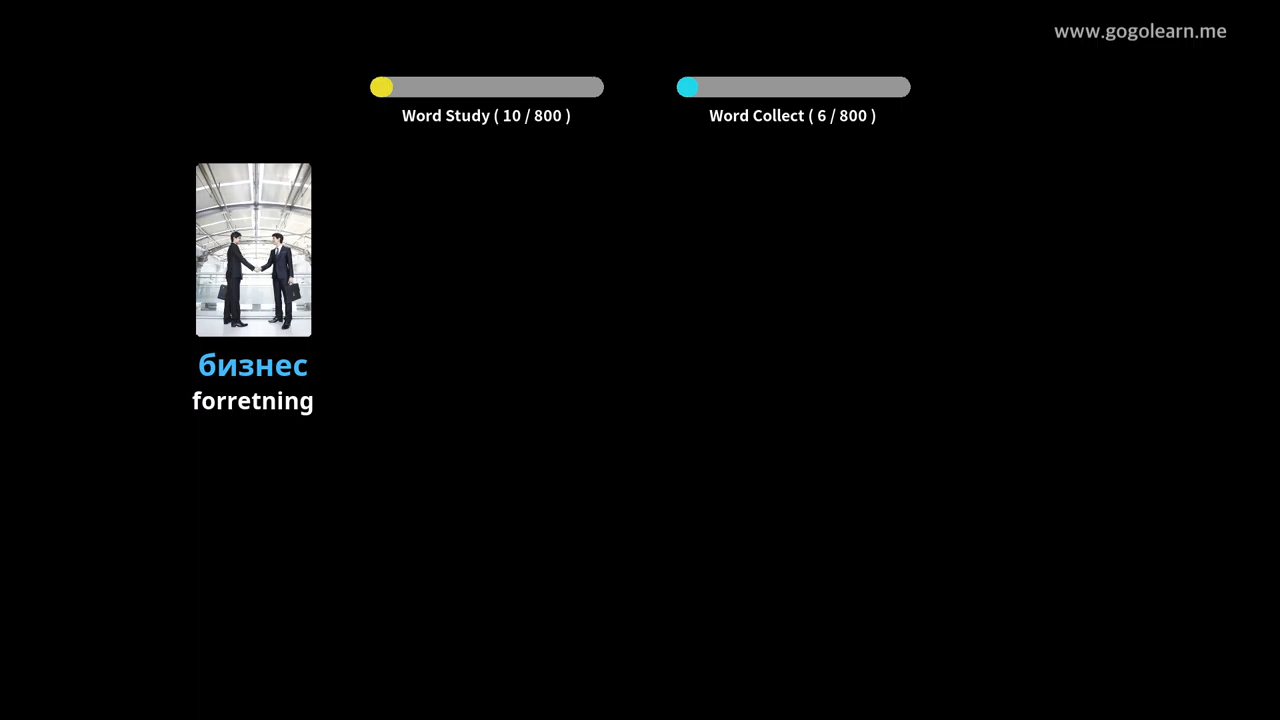 www.gogolearn.me
Word Study ( 10 / 800 )
Word Collect ( 6 / 800 )
бизнес
forretning